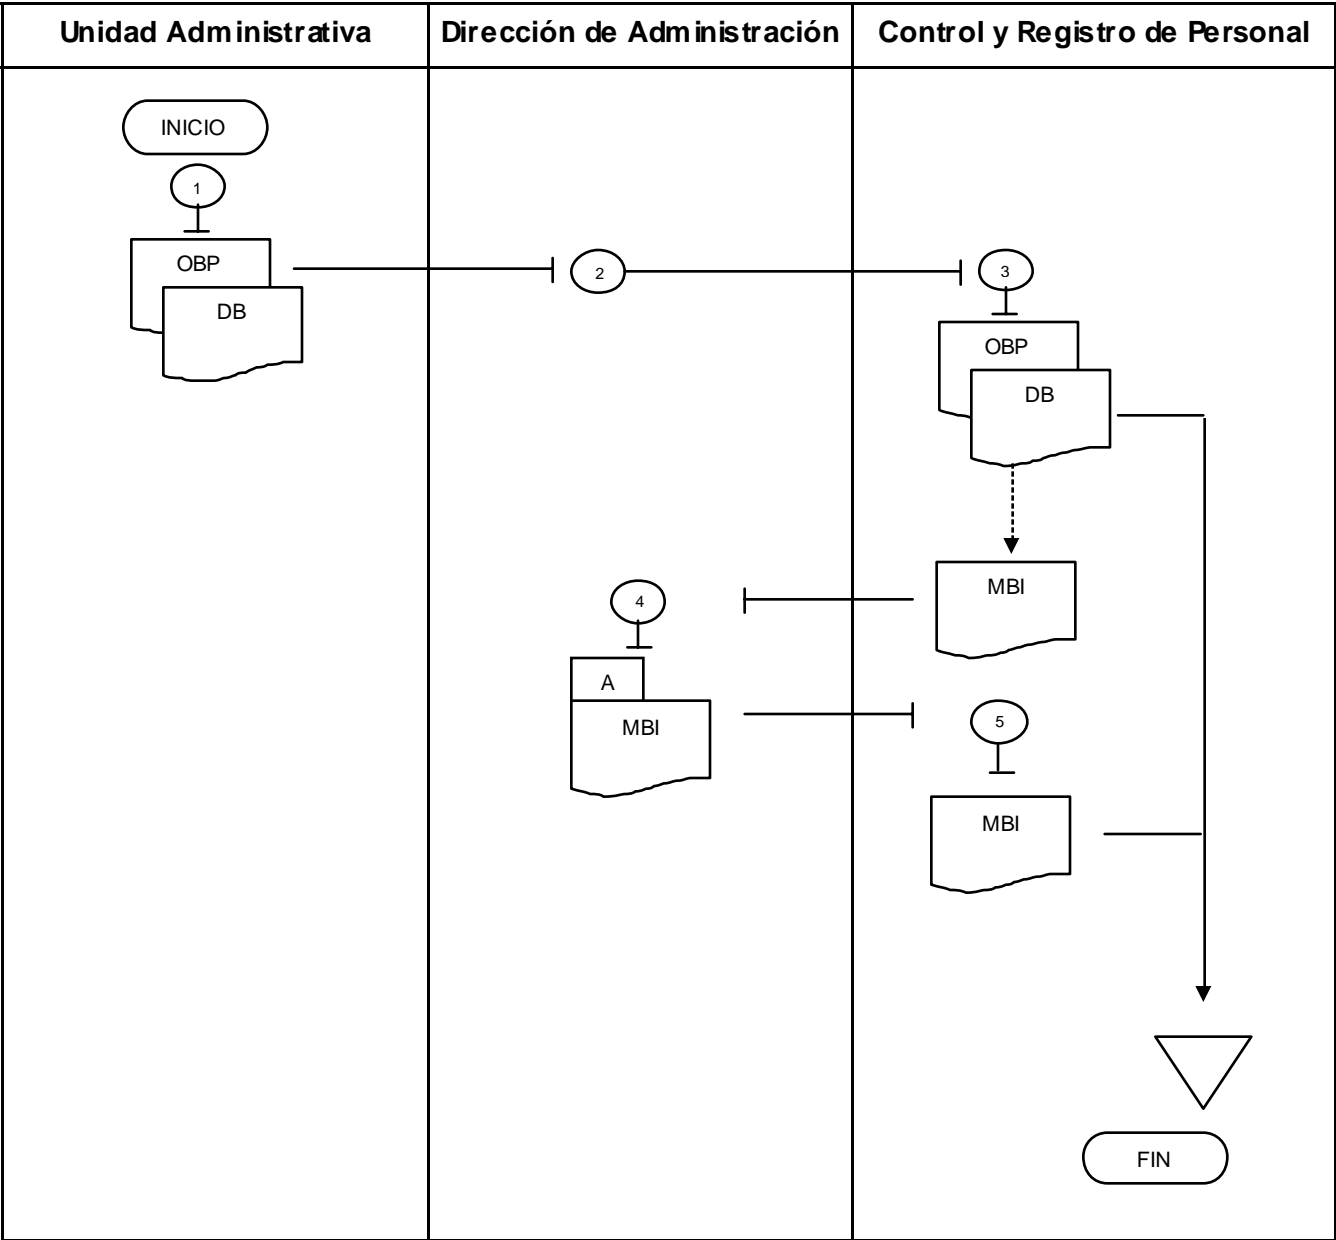 Unidad Administrativa
Dirección de Administración
Control y Registro de Personal
INICIO
1
OBP
DB
2
3
OBP
DB
MBI
4
A
MBI
5
MBI
FIN